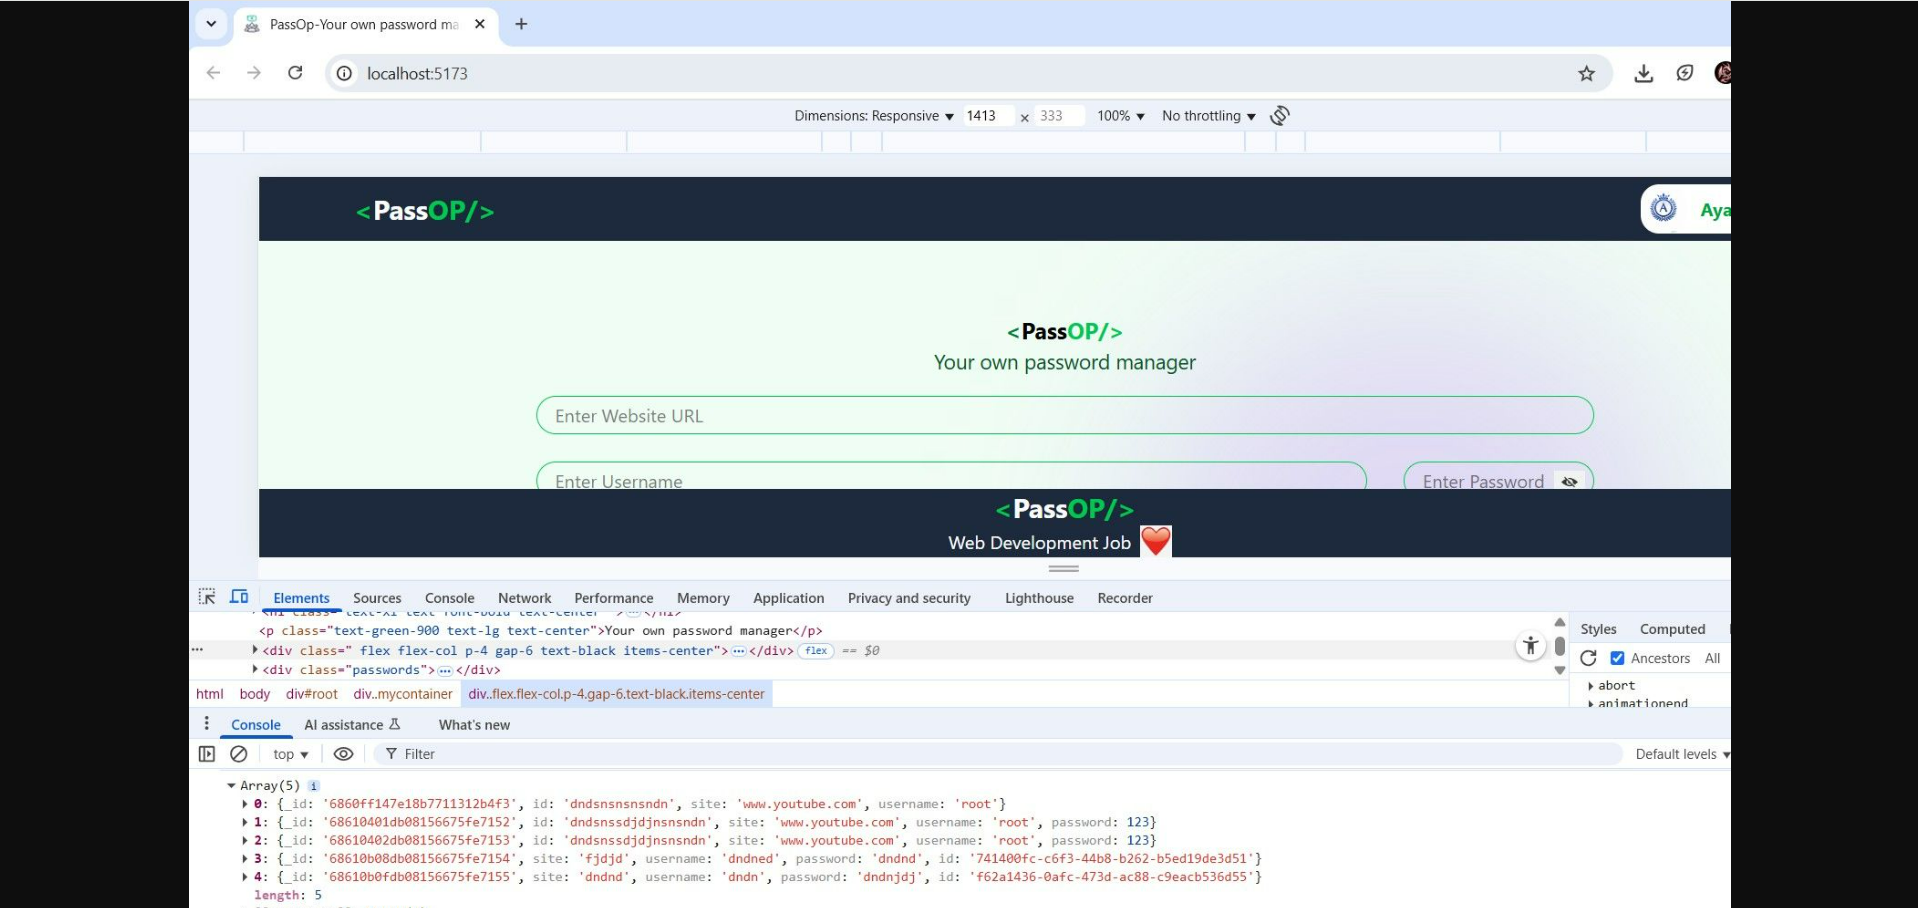 PassOp-Your own password ma
localhost:5173
Dimensions: Responsive 1413 × 333 100% No throttling
<PassOP/> Aya
<PassOP/>
Your own password manager
Enter Website URL
Enter Username Enter Password
<PassOP/>
Web Development Job
Elements Sources Console Network Performance Memory Application Privacy and security Lighthouse Recorder
<p class="text-green-900 text-lg text-center">Your own password manager</p>
<div class=" flex flex-col p-4 gap-6 text-black items-center">…</div> flex == $0
<div class="passwords">…</div>
Styles Computed
Ancestors All
abort
animationend
html body div#root div..mycontainer div..flex.flex-col.p-4.gap-6.text-black.items-center
Console AI assistance What's new
top Filter Default levels
Array(5) i
0: {_id: '6860ff147e18b7711312b4f3', id: 'dndsnsnsnsndn', site: 'www.youtube.com', username: 'root'}
1: {_id: '68610401db08156675fe7152', id: 'dndsnssdjdjnsnsndn', site: 'www.youtube.com', username: 'root', password: 123}
2: {_id: '68610402db08156675fe7153', id: 'dndsnssdjdjnsnsndn', site: 'www.youtube.com', username: 'root', password: 123}
3: {_id: '68610b08db08156675fe7154', site: 'fjdjd', username: 'dndned', password: 'dndnd', id: '741400fc-c6f3-44b8-b262-b5ed19de3d51'}
4: {_id: '68610b0fdb08156675fe7155', site: 'dndnd', username: 'dndn', password: 'dndnjdj', id: 'f62a1436-0afc-473d-ac88-c9eacb536d55'}
length: 5